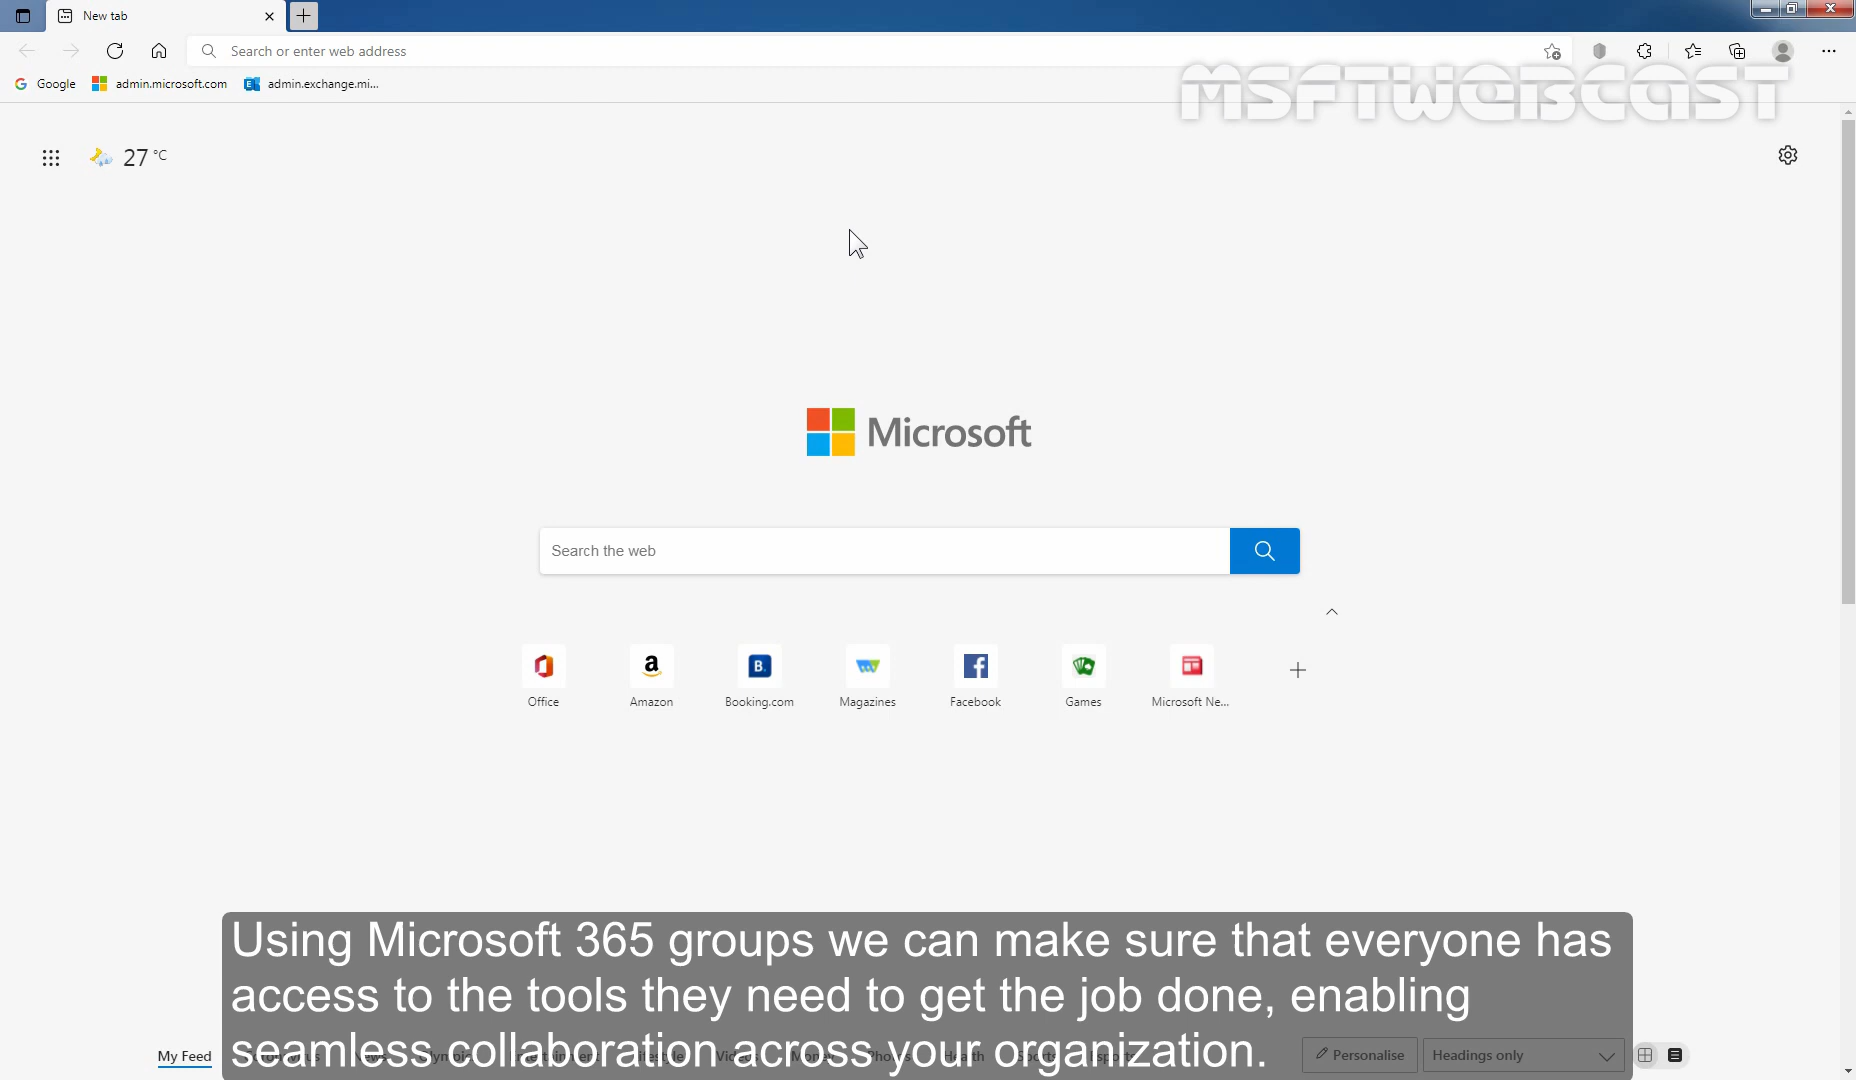 New tab
Search or enter web address
Google admin.microsoft.com admin.exchange.mi...
MSFTWEBCAST
27 °C
Microsoft
Search the web
Office Amazon Booking.com Magazines Facebook Games Microsoft Ne...
Using Microsoft 365 groups we can make sure that everyone has
access to the tools they need to get the job done, enabling
seamless collaboration across your organization.
My Feed Personalise Headings only